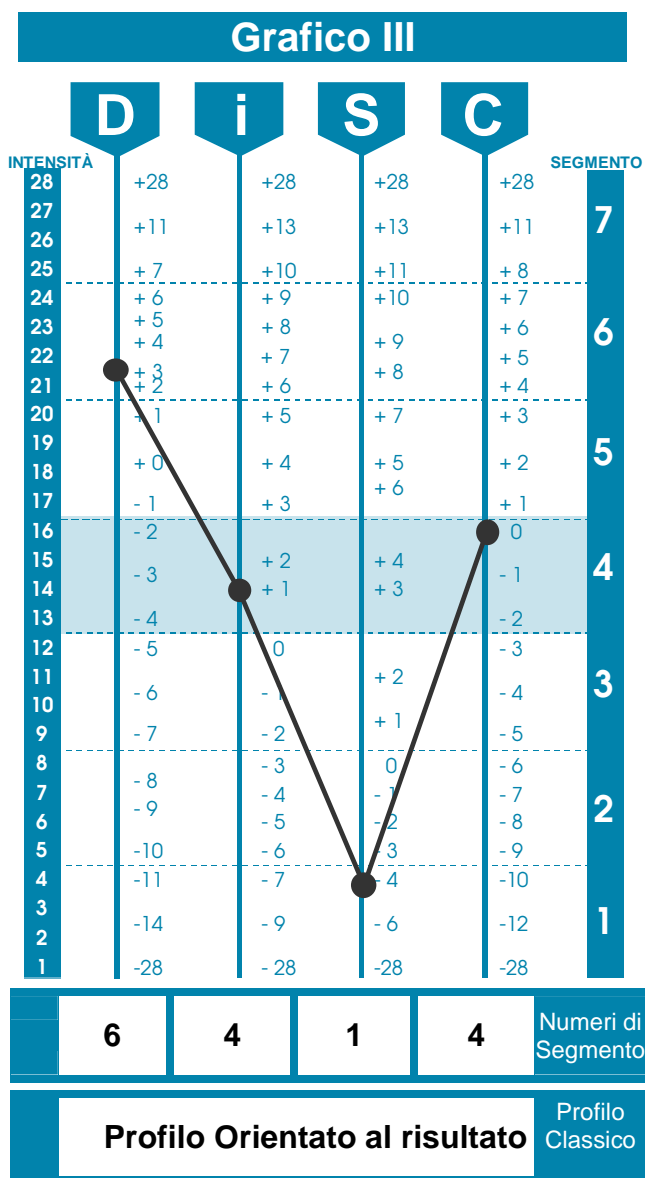 Grafico III
D i S C
INTENSITÀ SEGMENTO
28 +28 +28 +28 +28
27
+11 +13 +13 +11 7
26
25 + 7 +10 +11 + 8
24 + 6 + 9 +10 + 7
+ 5
23 + 8 + 6 6
+ 4 + 9
22 + 7 + 5
+ 3 + 8
21 + 2 + 6 + 4
20 + 1 + 5 + 7 + 3
19 5
18 + 0 + 4 + 5 + 2
+ 6
17 - 1 + 3 + 1
16 - 2 0
15 + 2 + 4 4
- 3 - 1
14 + 1 + 3
13 - 4 - 2
12 - 5 0 - 3
11 + 2 3
- 6 - 1 - 4
10
+ 1
9 - 7 - 2 - 5
8 - 3 0 - 6
- 8
7 - 4 - 1 - 7
- 9 2
6 - 5 - 2 - 8
5 -10 - 6 - 3 - 9
4 -11 - 7 - 4 -10
3
-14 - 9 - 6 -12 1
2
1 -28 - 28 -28 -28
6 4 1 4 Numeri di
Segmento
Profilo Orientato al risultato Profilo
Classico